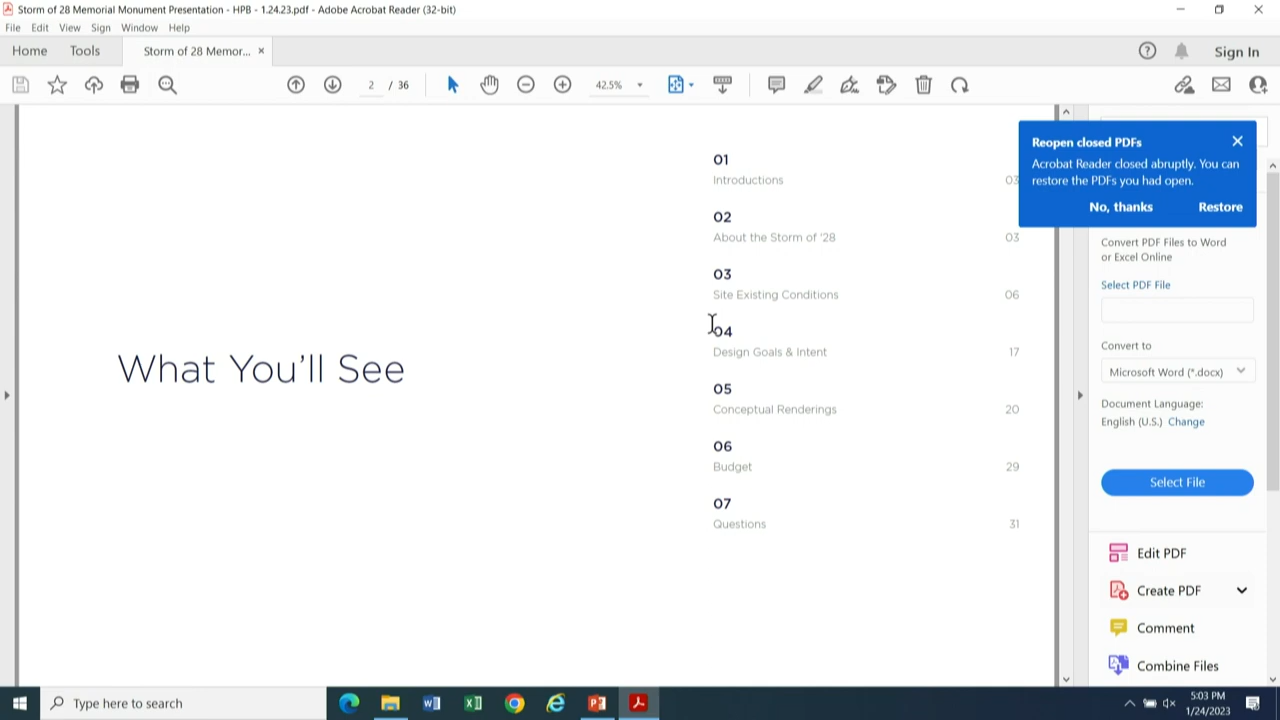 Storm of 28 Memorial Monument Presentation - HPB - 1.24.23.pdf - Adobe Acrobat Reader (32-bit)
File Edit View Sign Window Help
Home Tools Storm of 28 Memor... × Sign In
2 / 36 42.5%
What You'll See
01
Introductions 03
02
About the Storm of '28 03
03
Site Existing Conditions 06
04
Design Goals & Intent 17
05
Conceptual Renderings 20
06
Budget 29
07
Questions 31
Reopen closed PDFs
Acrobat Reader closed abruptly. You can
restore the PDFs you had open.
No, thanks Restore
Convert PDF Files to Word
or Excel Online
Select PDF File
Convert to
Microsoft Word (*.docx)
Document Language:
English (U.S.) Change
Select File
Edit PDF
Create PDF
Comment
Combine Files
Type here to search
5:03 PM
1/24/2023